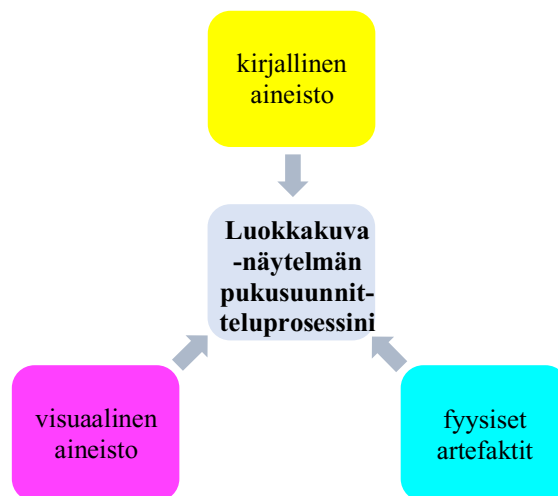 kirjallinen
aineisto
Luokkakuva
-näytelmän
pukusuunnit-
teluprosessini
visuaalinen
aineisto
fyysiset
artefaktit